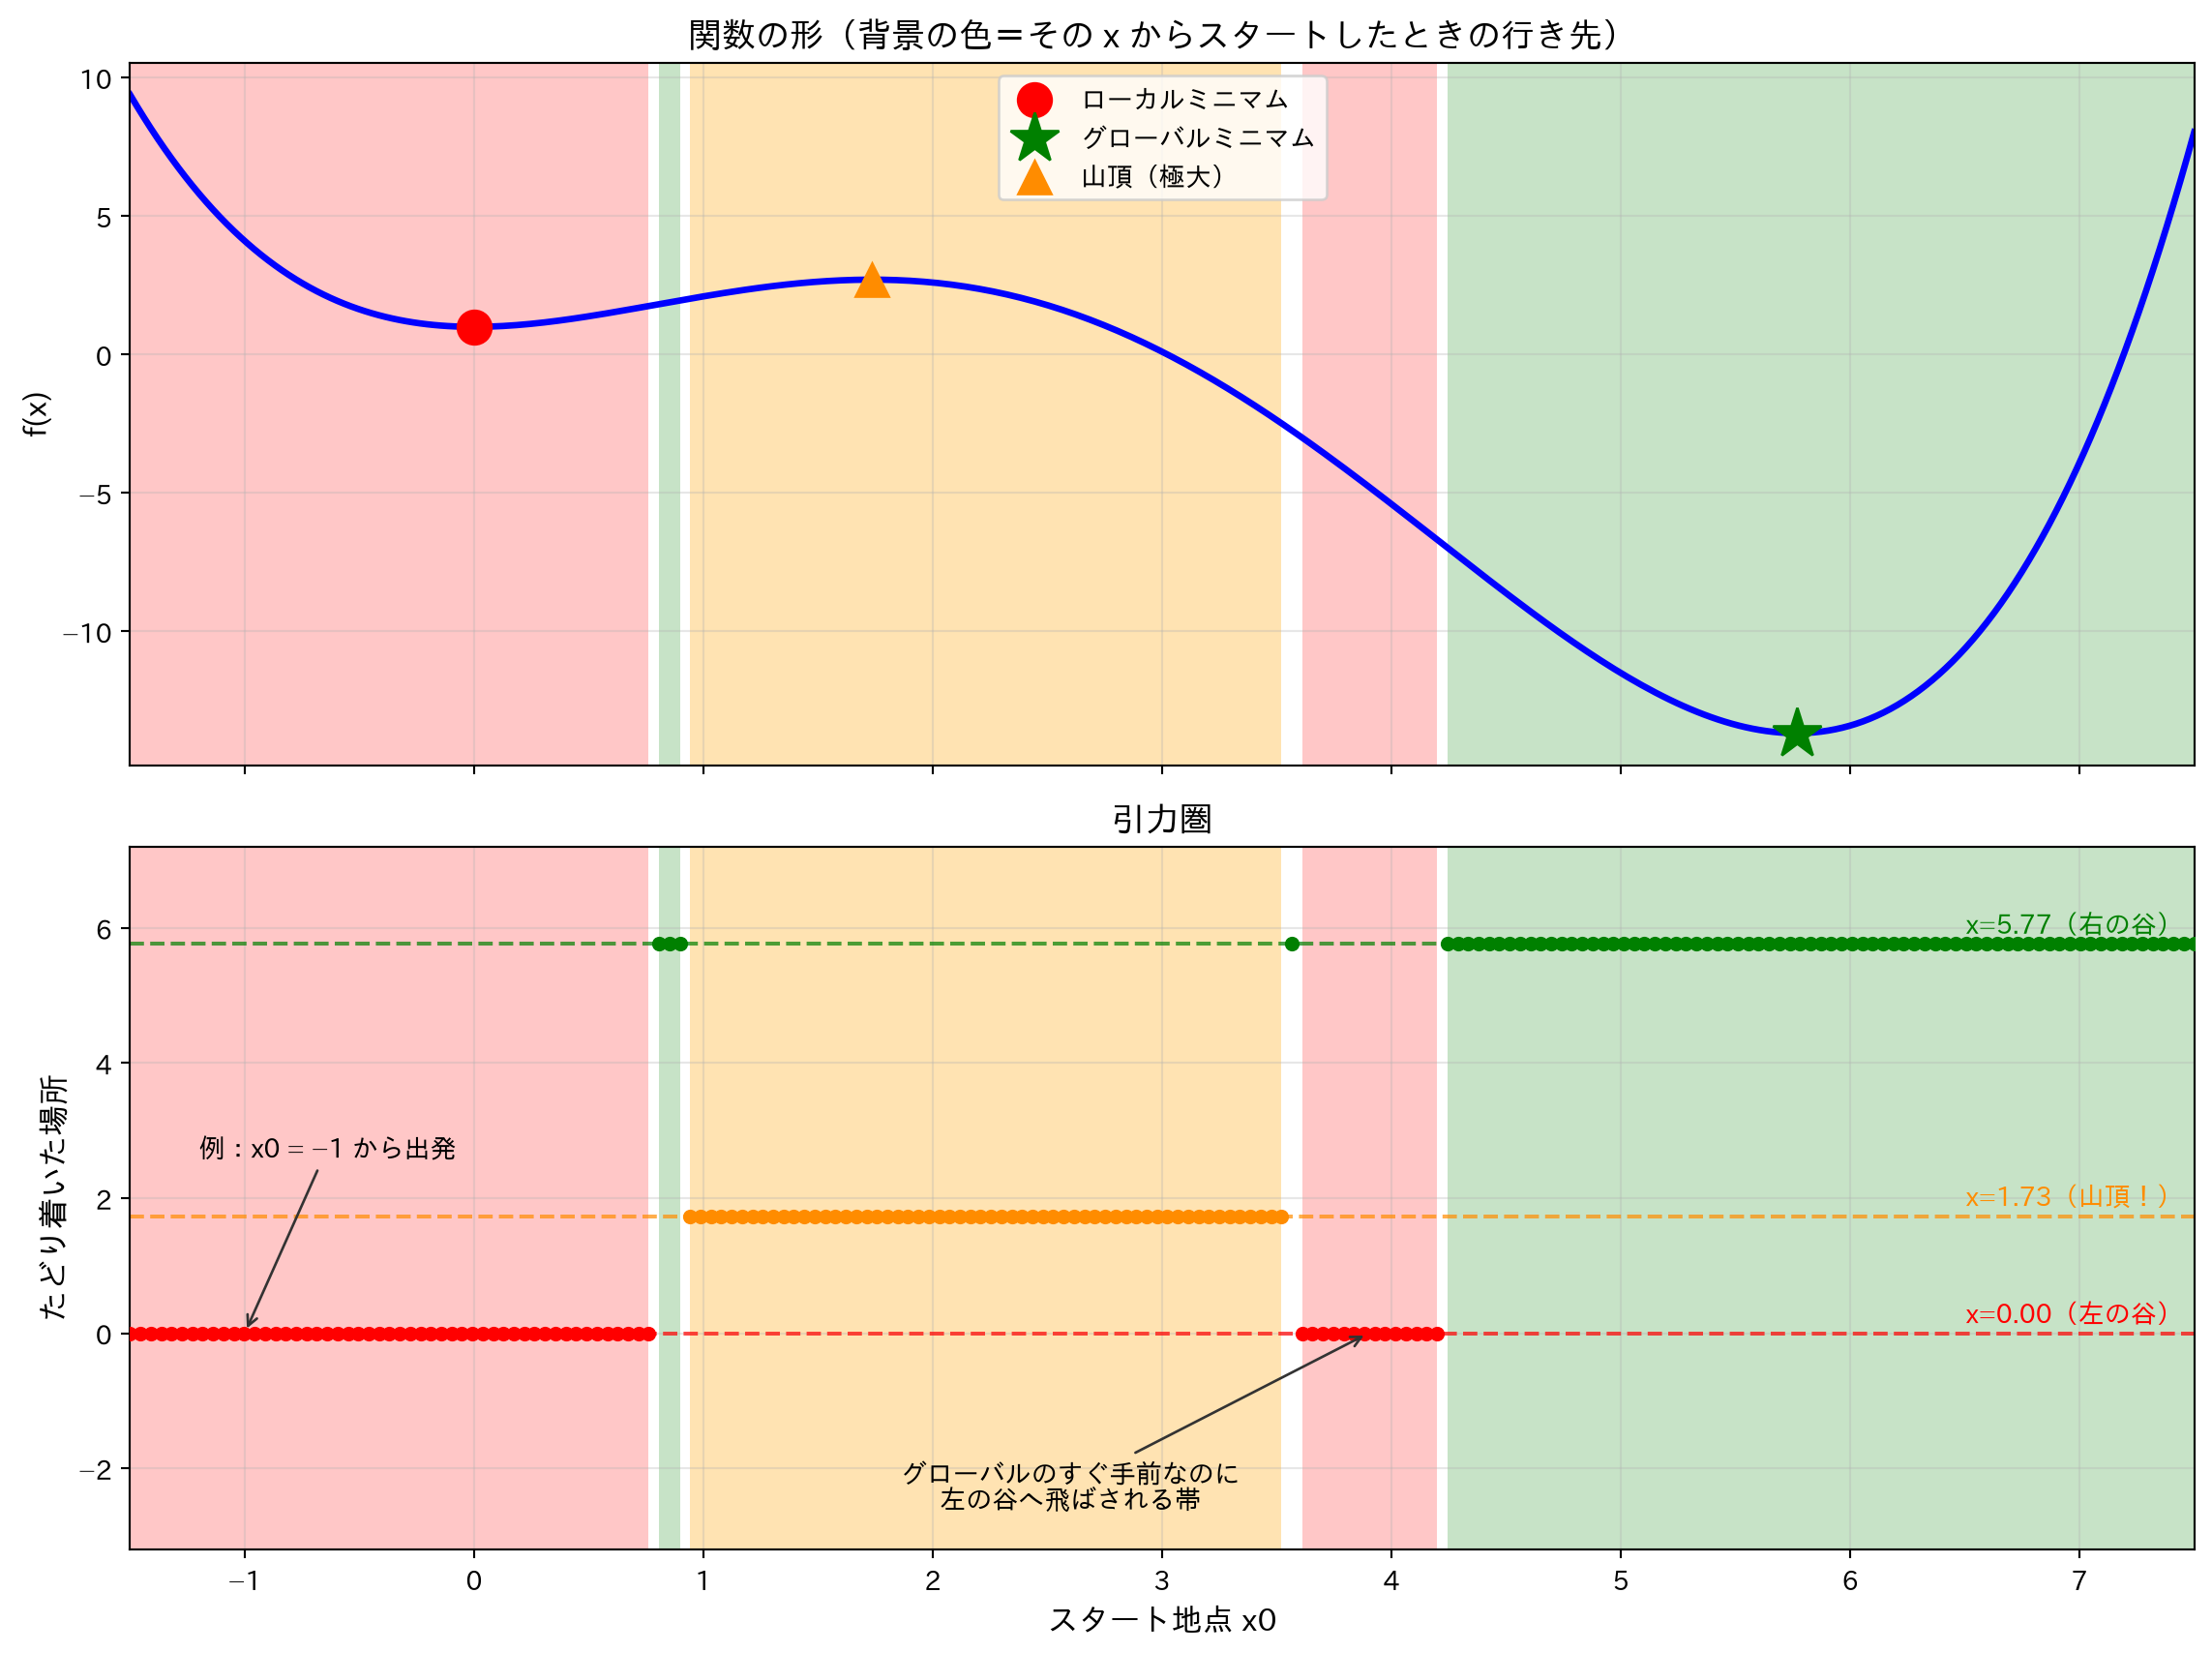 関数の形（背景の色＝その x からスタートしたときの行き先）
ローカルミニマム
グローバルミニマム
山頂（極大）
10
5
0
−5
−10
f(x)
引力圏
6
4
2
0
−2
たどり着いた場所
x=5.77（右の谷）
x=1.73（山頂！）
x=0.00（左の谷）
例：x0 = −1 から出発
グローバルのすぐ手前なのに
左の谷へ飛ばされる帯
−1 0 1 2 3 4 5 6 7
スタート地点 x0